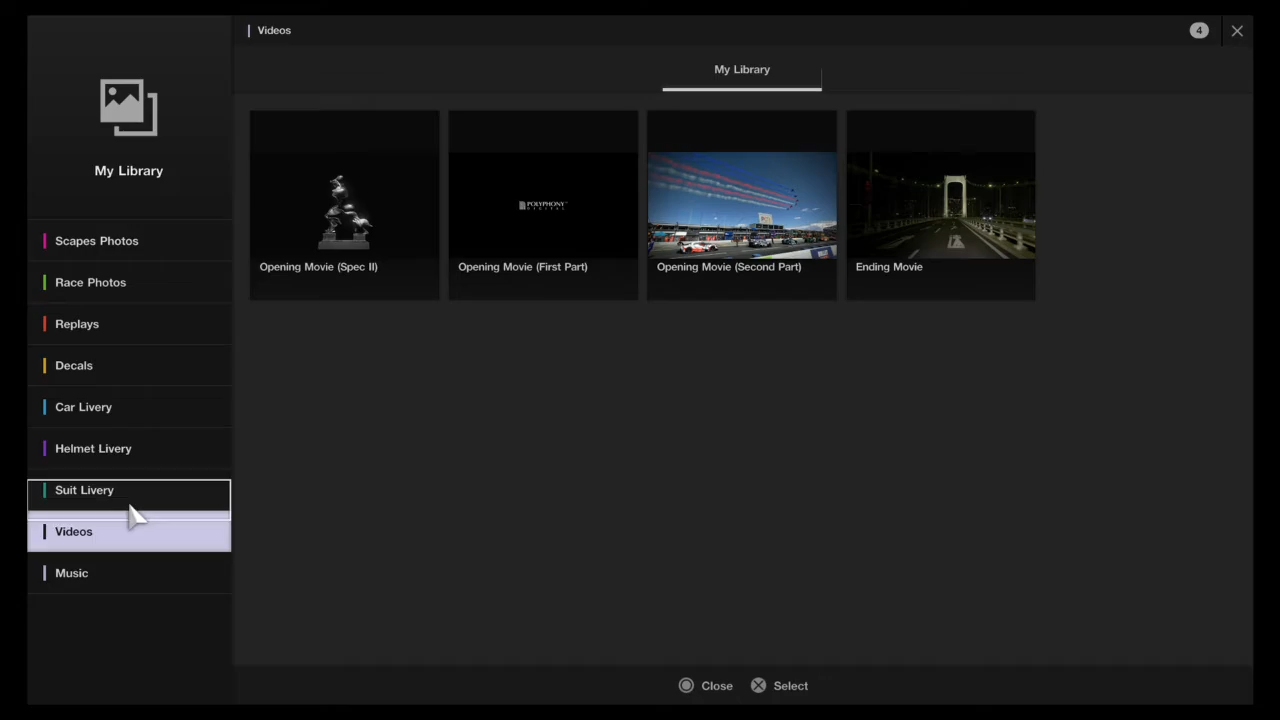 My Library
Scapes Photos
Race Photos
Replays
Decals
Car Livery
Helmet Livery
Suit Livery
Videos
Music
Videos
4
My Library
POLYPHONY
DIGITAL
Opening Movie (Spec II)
Opening Movie (First Part)
Opening Movie (Second Part)
Ending Movie
Close
Select